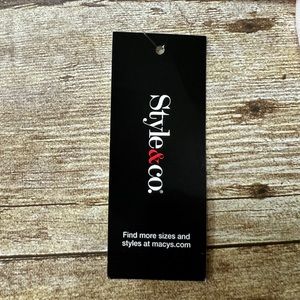 Style&co.®
Find more sizes and
styles at macys.com